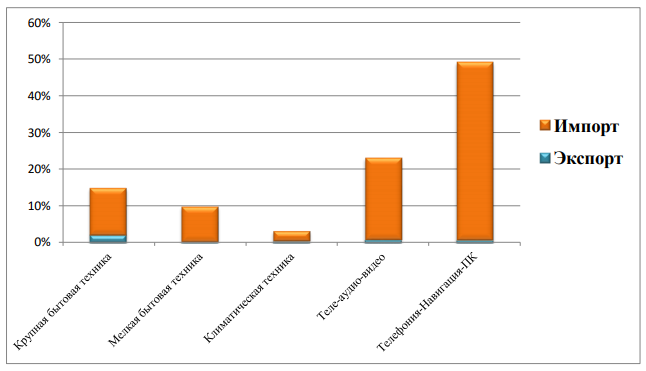 60%
50%
40%
30%
20%
10%
0%
Крупная бытовая техника
Мелкая бытовая техника
Климатическая техника
Теле-аудио-видео
Телефония-Навигация-ПК
Импорт
Экспорт